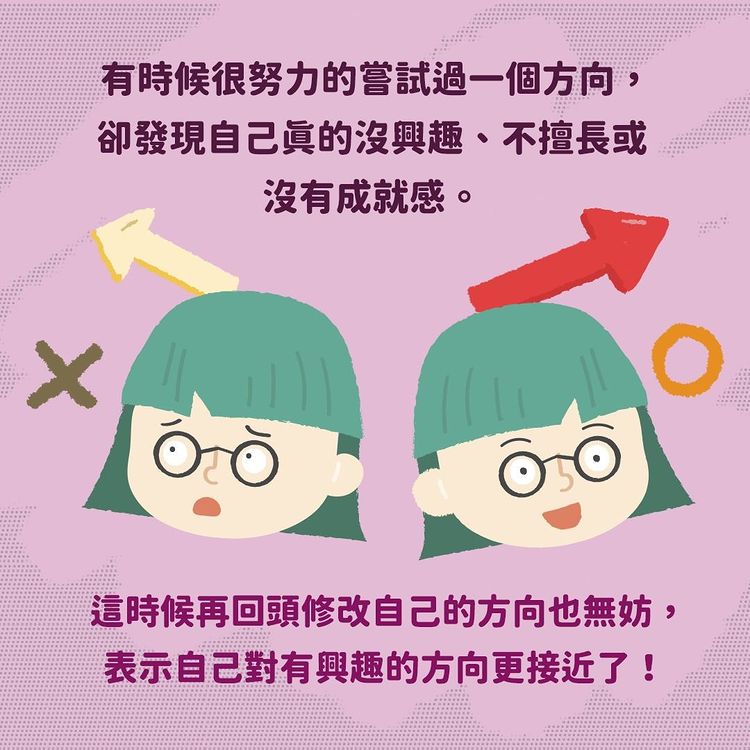 有時候很努力的嘗試過一個方向，
卻發現自己真的沒興趣、不擅長或
沒有成就感。
這時候再回頭修改自己的方向也無妨，
表示自己對有興趣的方向更接近了！